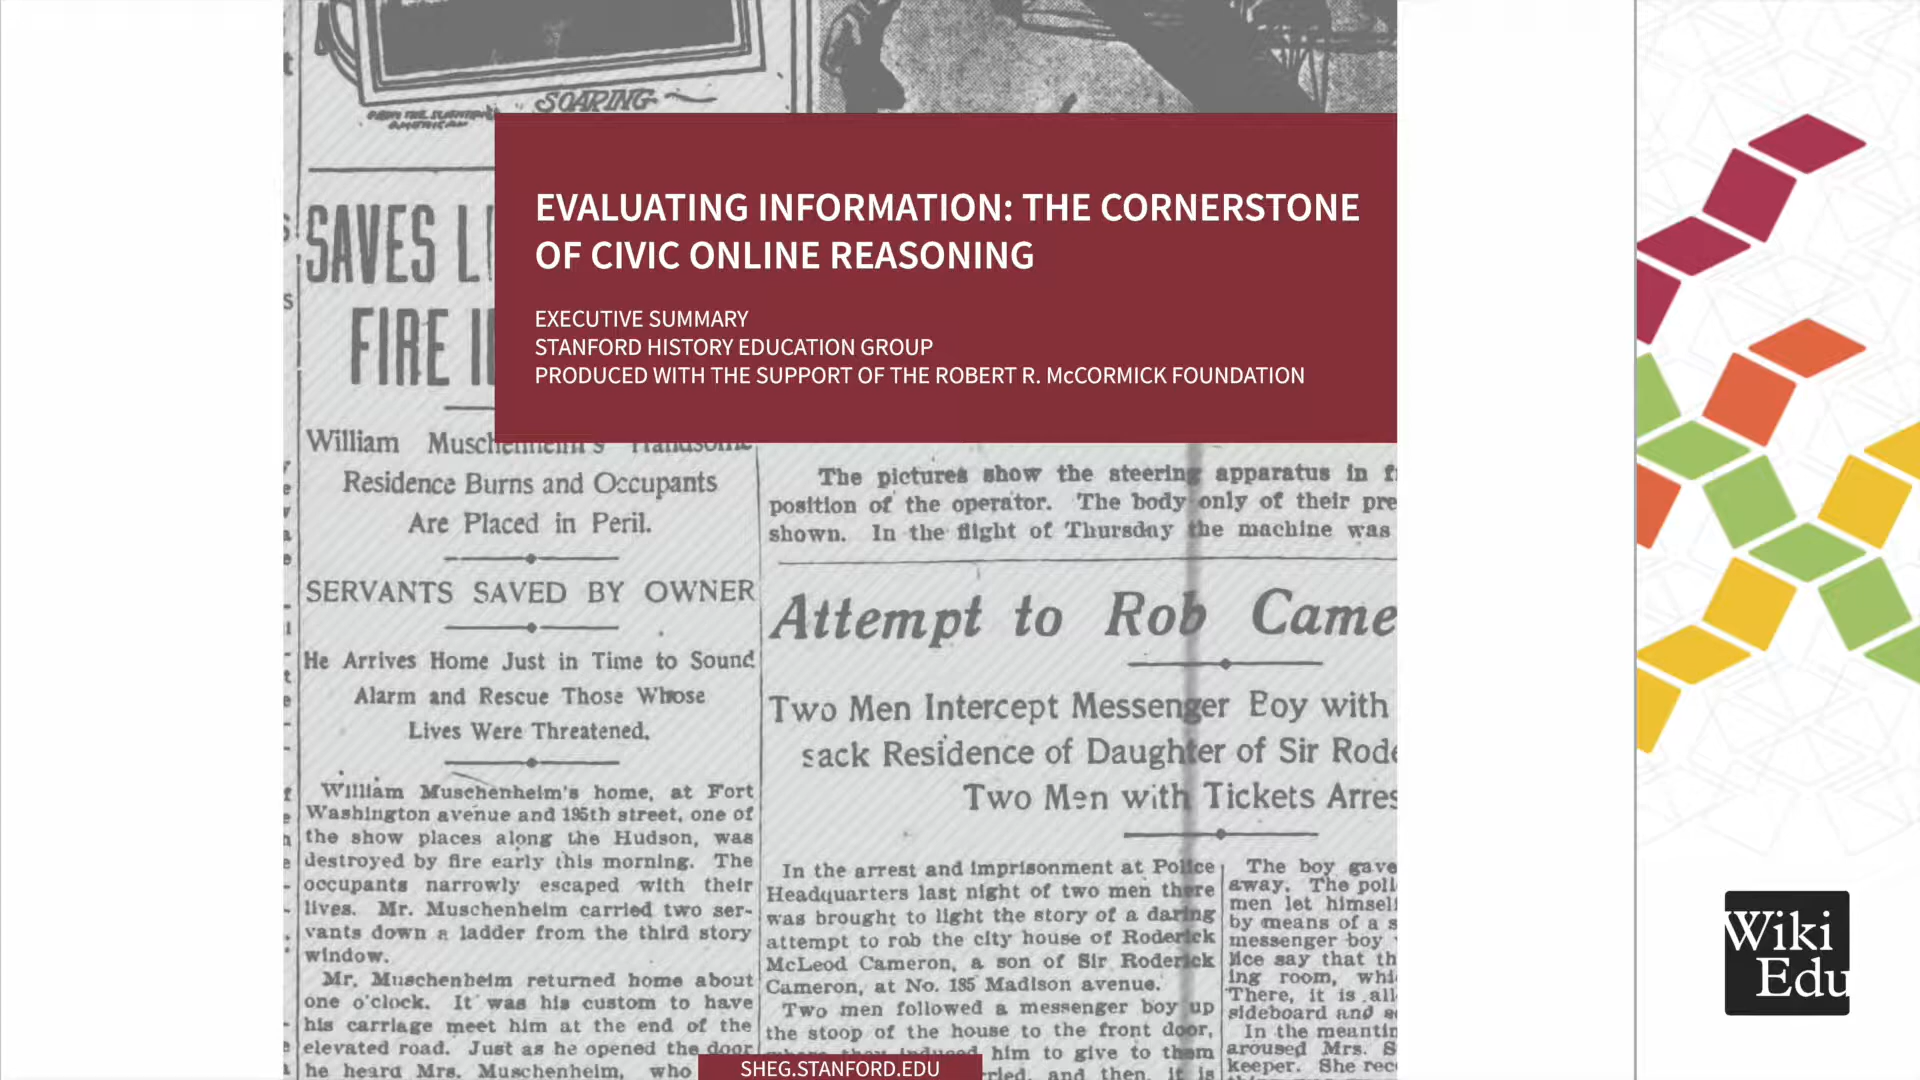 SOARING
EVALUATING INFORMATION: THE CORNERSTONE
OF CIVIC ONLINE REASONING
EXECUTIVE SUMMARY
STANFORD HISTORY EDUCATION GROUP
PRODUCED WITH THE SUPPORT OF THE ROBERT R. McCORMICK FOUNDATION
SAVES
FIRE
William Muschenheim's Handsome
Residence Burns and Occupants
Are Placed in Peril.
SERVANTS SAVED BY OWNER
He Arrives Home Just in Time to Sound
Alarm and Rescue Those Whose
Lives Were Threatened.
William Muschenheim's home, at Fort
Washington avenue and 195th street, one of
the show places along the Hudson, was
destroyed by fire early this morning. The
occupants narrowly escaped with their
lives. Mr. Muschenheim carried two ser-
vants down a ladder from the third story
window.
Mr. Muschenheim returned home about
one o'clock. It was his custom to have
his carriage meet him at the end of the
elevated road. Just as he opened the door
he heard Mrs. Muschenheim, who
The pictures show the steering apparatus in
position of the operator. The body only of their
shown. In the flight of Thursday the machine was
Attempt to Rob Came
Two Men Intercept Messenger Boy with
sack Residence of Daughter of Sir
Two Men with Tickets
In the arrest and imprisonment at Police
Headquarters last night of two men there
was brought to light the story of a daring
attempt to rob the city house of Roderick
McLeod Cameron, a son of Sir Roderick
Cameron, at No. 185 Madison avenue.
Two men followed a messenger boy up
the stoop of the house to the front door,
where they induced him to give to them
and then, it is
The boy gave
away. The
men let himself
by means of a
messenger boy
say that
ing room,
There, it is
sideboard and
In the
aroused Mrs.
keeper. She
SHEG.STANFORD.EDU
Wiki
Edu